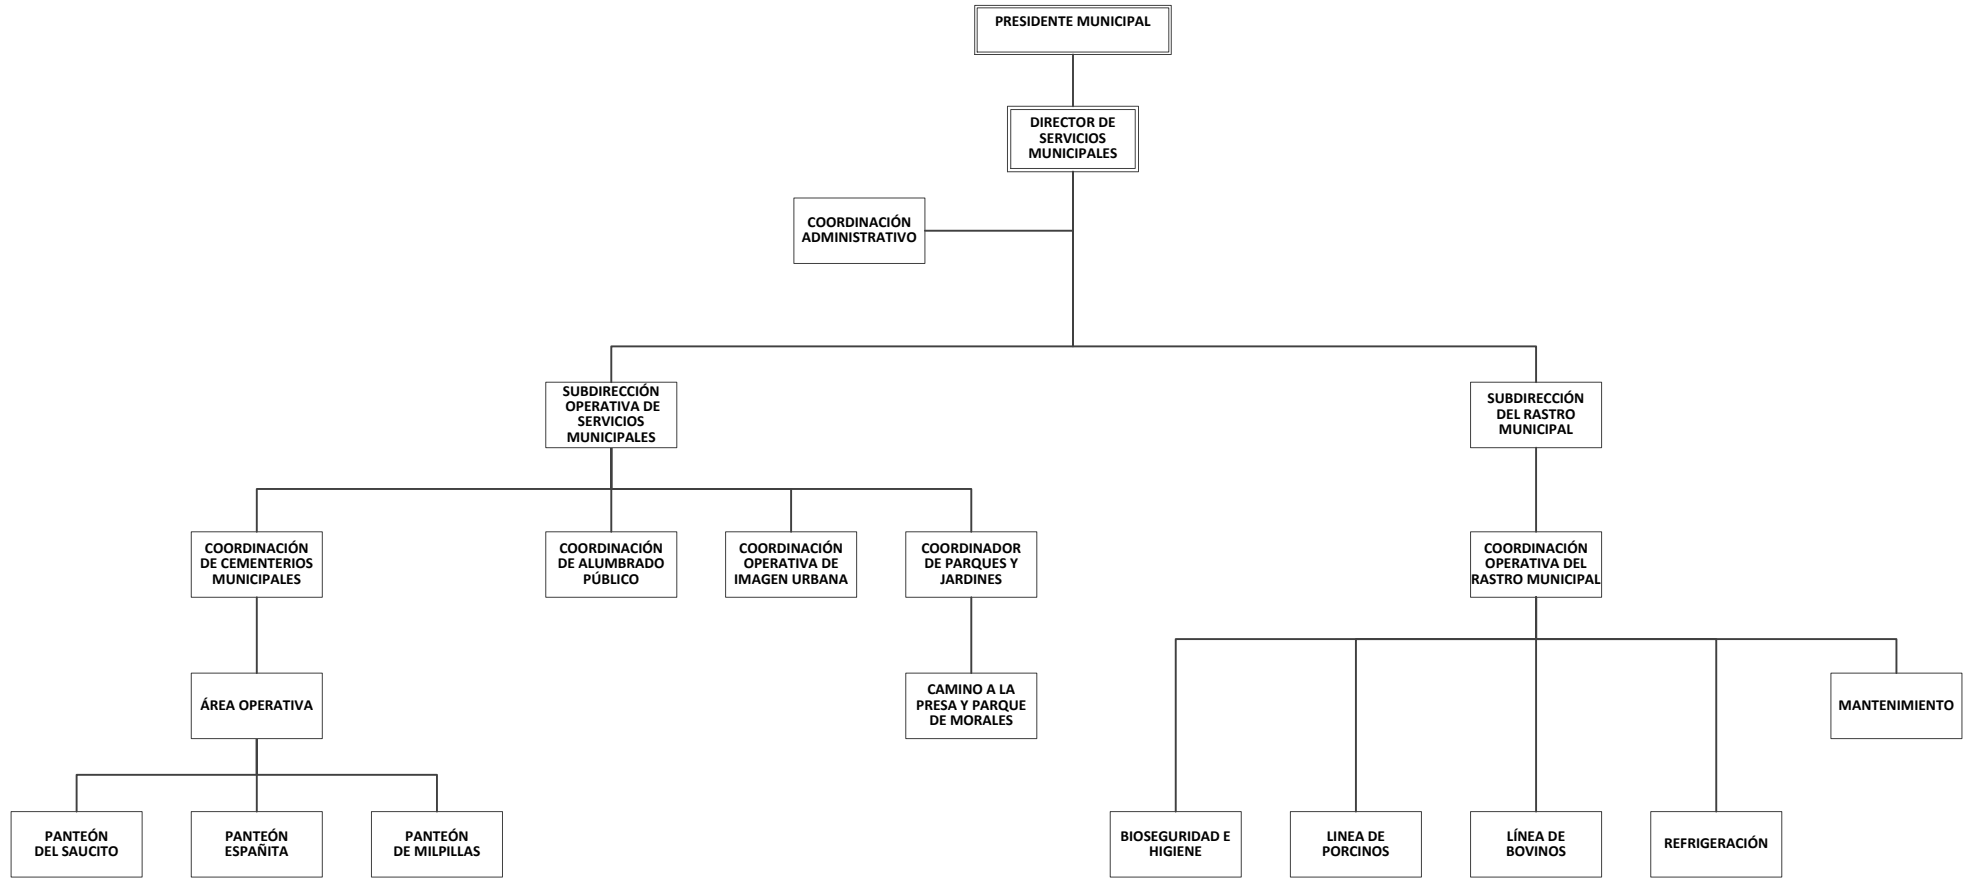 PRESIDENTE MUNICIPAL
DIRECTOR DE
SERVICIOS
MUNICIPALES
COORDINACIÓN
ADMINISTRATIVO
SUBDIRECCIÓN
OPERATIVA DE
SERVICIOS
MUNICIPALES
SUBDIRECCIÓN
DEL RASTRO
MUNICIPAL
COORDINACIÓN
DE CEMENTERIOS
MUNICIPALES
COORDINACIÓN
DE ALUMBRADO
PÚBLICO
COORDINACIÓN
OPERATIVA DE
IMAGEN URBANA
COORDINADOR
DE PARQUES Y
JARDINES
COORDINACIÓN
OPERATIVA DEL
RASTRO MUNICIPAL
ÁREA OPERATIVA
CAMINO A LA
PRESA Y PARQUE
DE MORALES
MANTENIMIENTO
PANTEÓN
DEL SAUCITO
PANTEÓN
ESPAÑITA
PANTEÓN
DE MILPILLAS
BIOSEGURIDAD E
HIGIENE
LINEA DE
PORCINOS
LÍNEA DE
BOVINOS
REFRIGERACIÓN